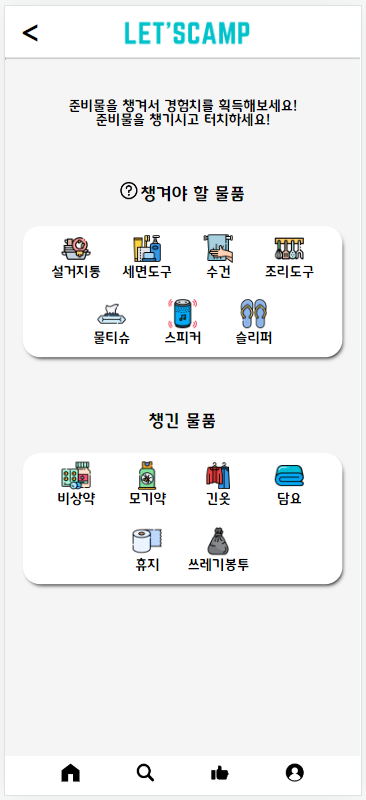 <
LET'SCAMP
준비물을 챙겨서 경험치를 획득해보세요!
준비물을 챙기시고 터치하세요!
? 챙겨야 할 물품
설거지통 세면도구 수건 조리도구
물티슈 스피커 슬리퍼
챙긴 물품
비상약 모기약 긴옷 담요
휴지 쓰레기봉투